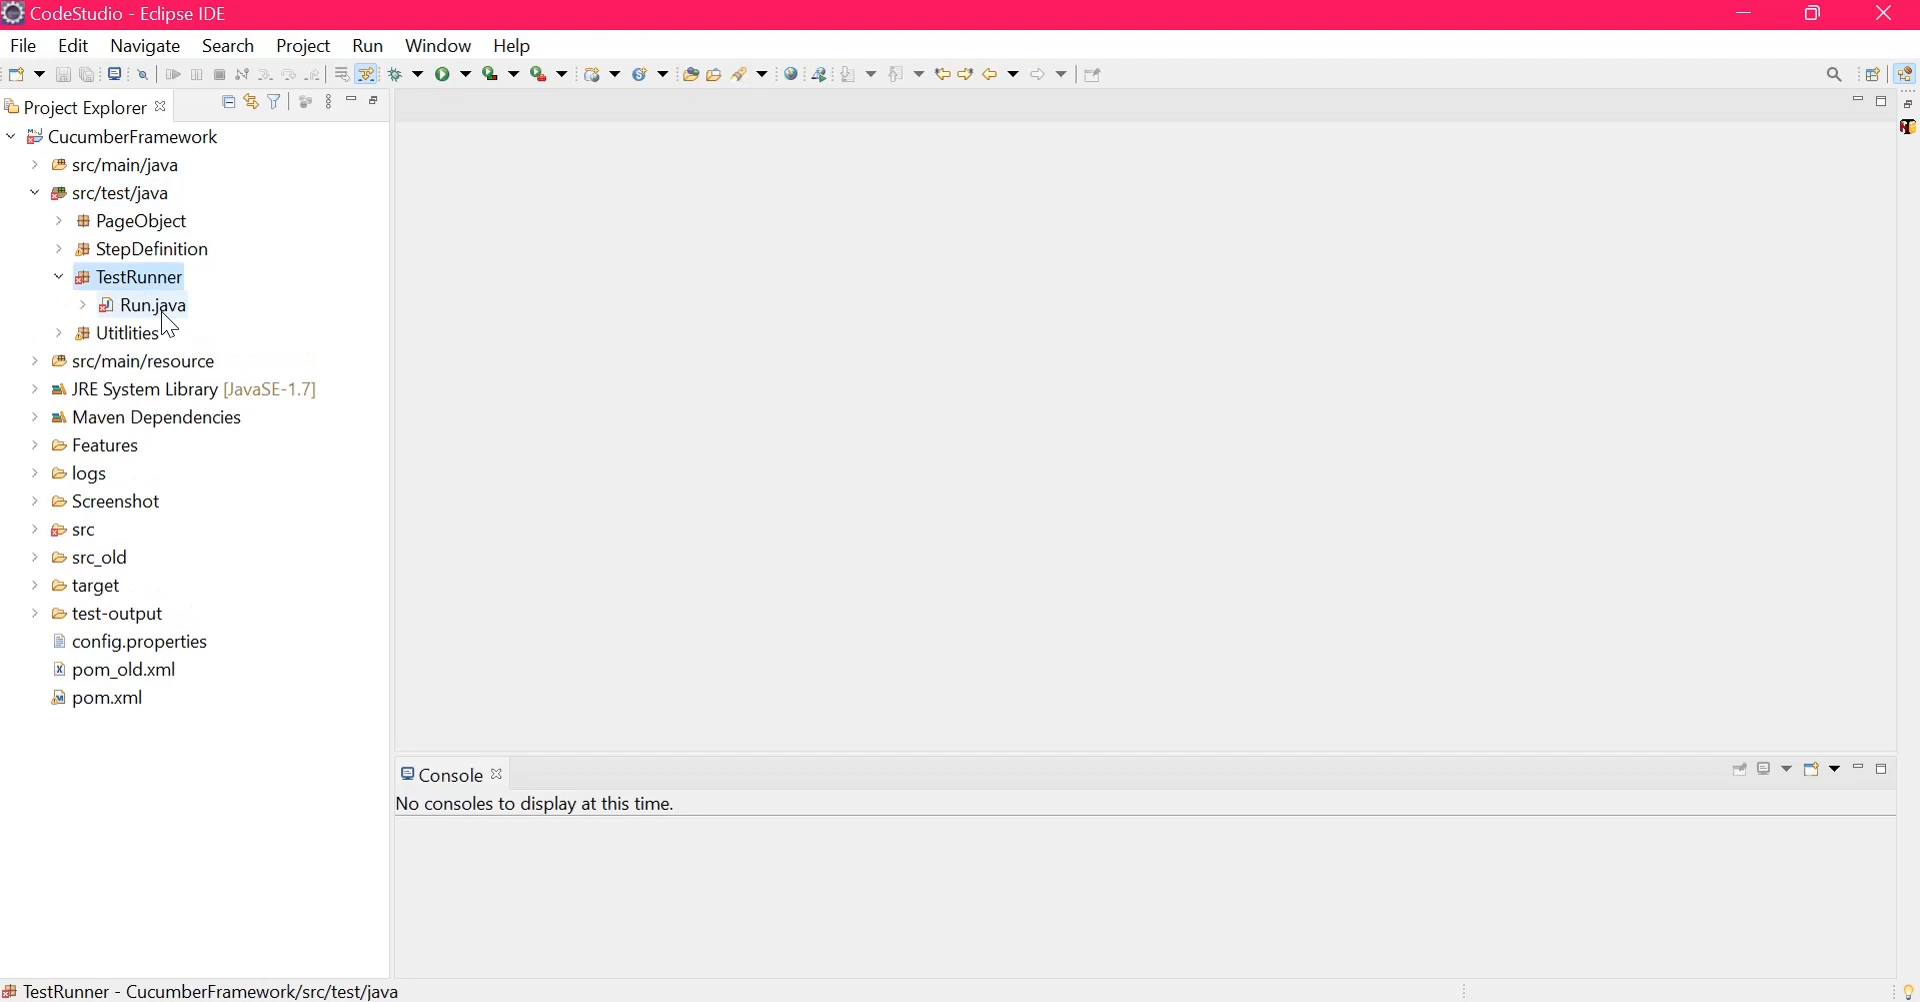 CodeStudio - Eclipse IDE
File Edit Navigate Search Project Run Window Help
Project Explorer
CucumberFramework
src/main/java
src/test/java
PageObject
StepDefinition
TestRunner
Run.java
Utitlities
src/main/resource
JRE System Library [JavaSE-1.7]
Maven Dependencies
Features
logs
Screenshot
src
src_old
target
test-output
config.properties
pom_old.xml
pom.xml
Console
No consoles to display at this time.
TestRunner - CucumberFramework/src/test/java